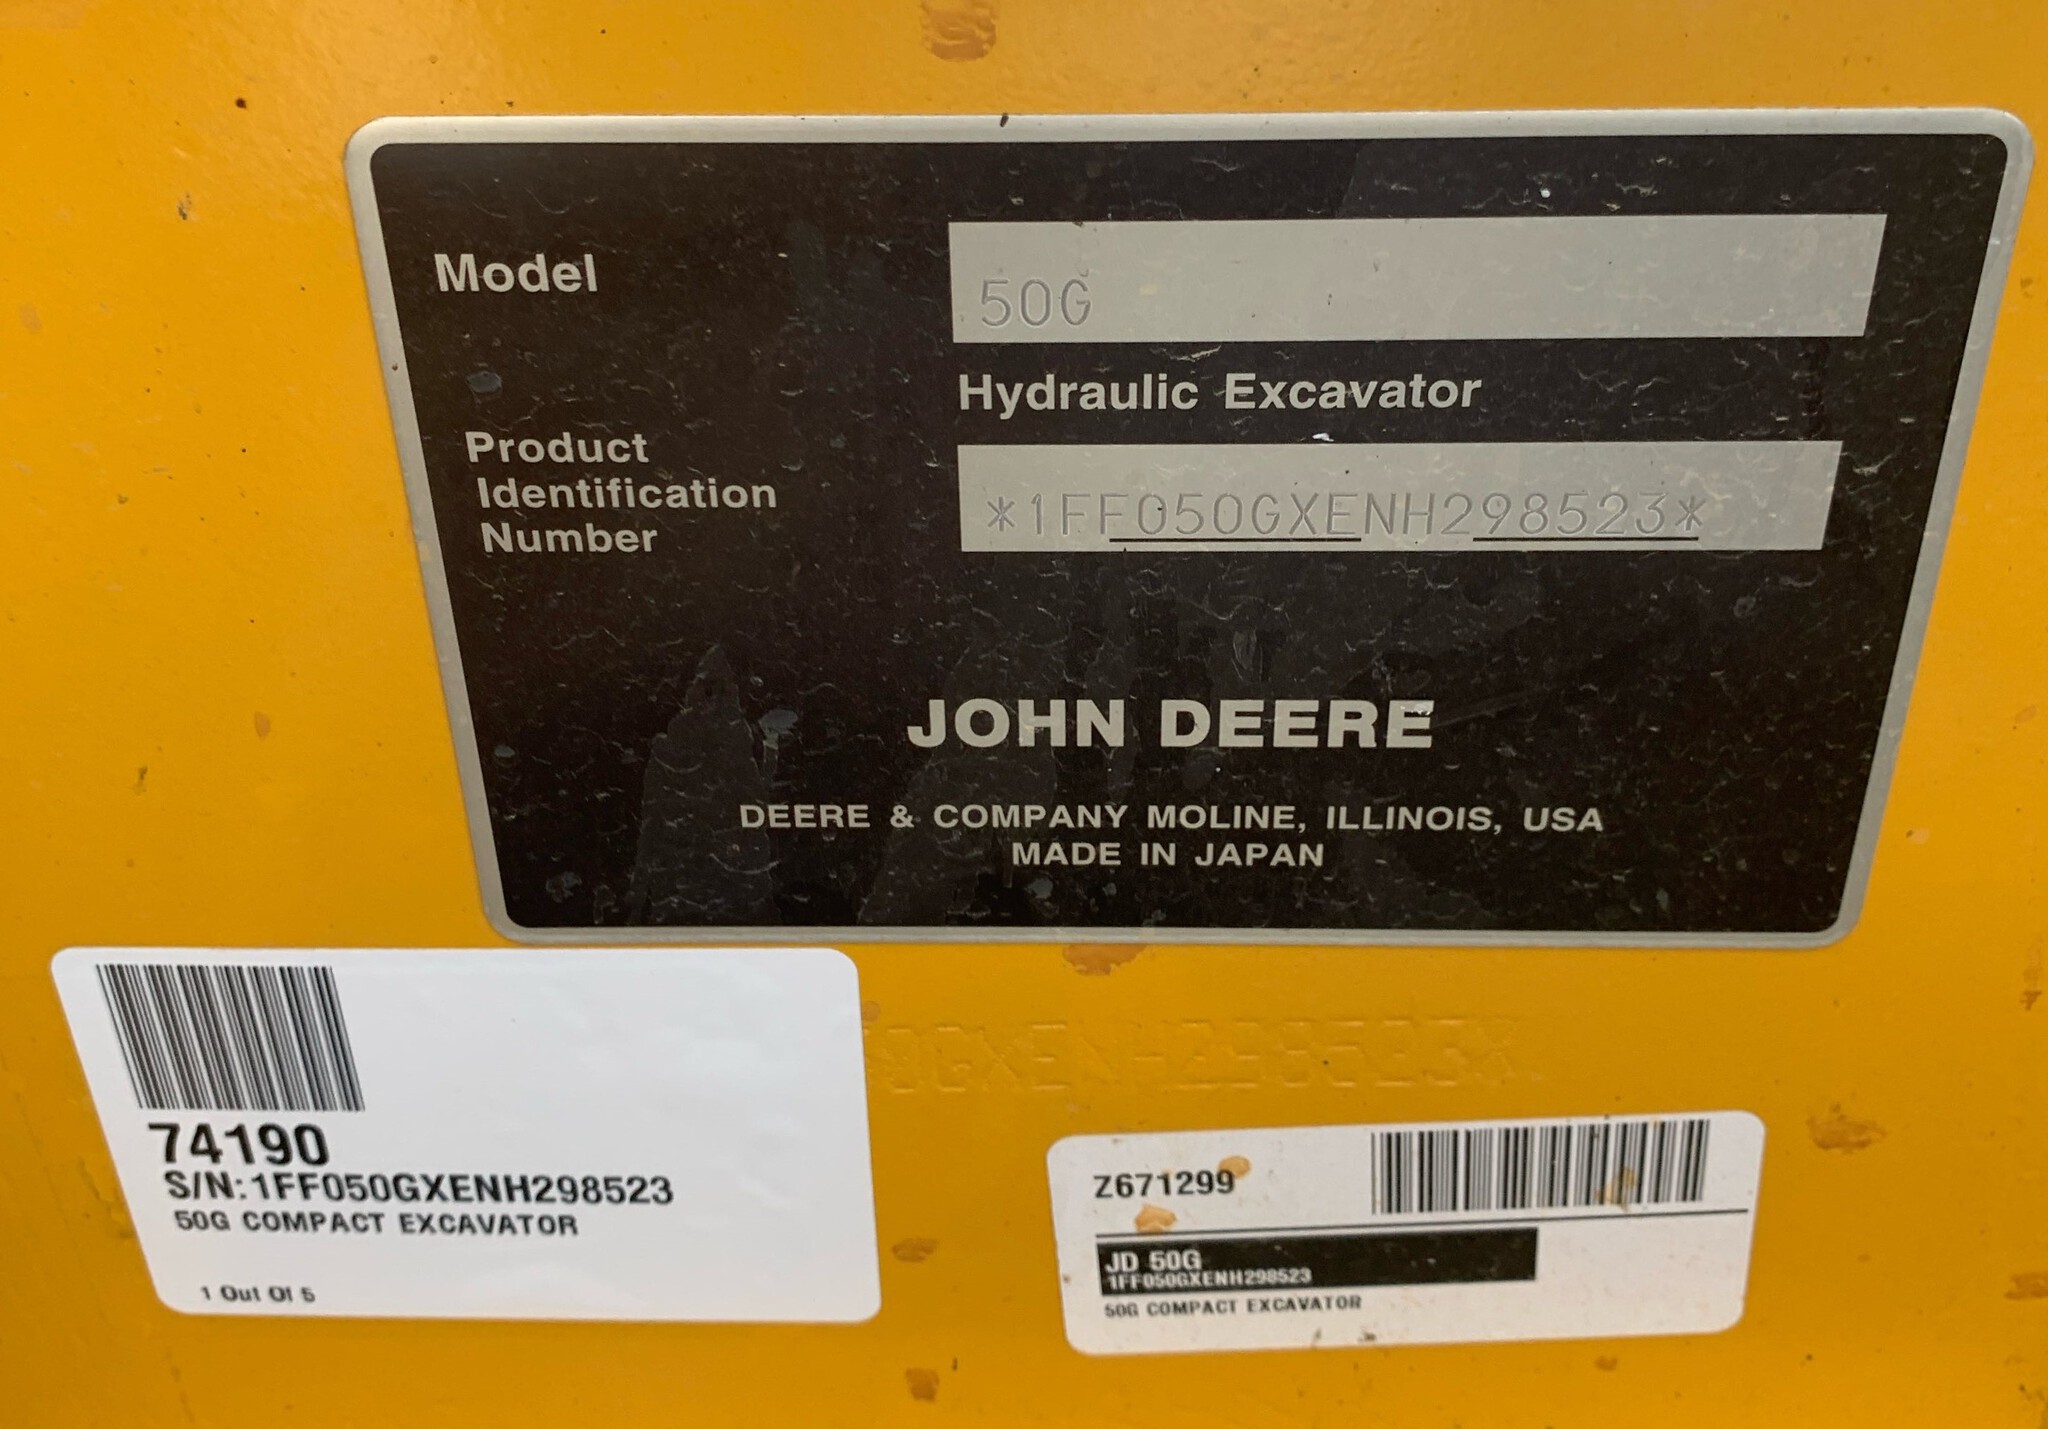 Model
50G
Hydraulic Excavator
Product
Identification
Number
*1FF050GXENH298523*
JOHN DEERE
DEERE & COMPANY MOLINE, ILLINOIS, USA
MADE IN JAPAN
0GXENH298523*
74190
S/N:1FF050GXENH298523
50G COMPACT EXCAVATOR
1 Out Of 5
Z671299
JD 50G
1FF050GXENH298523
50G COMPACT EXCAVATOR